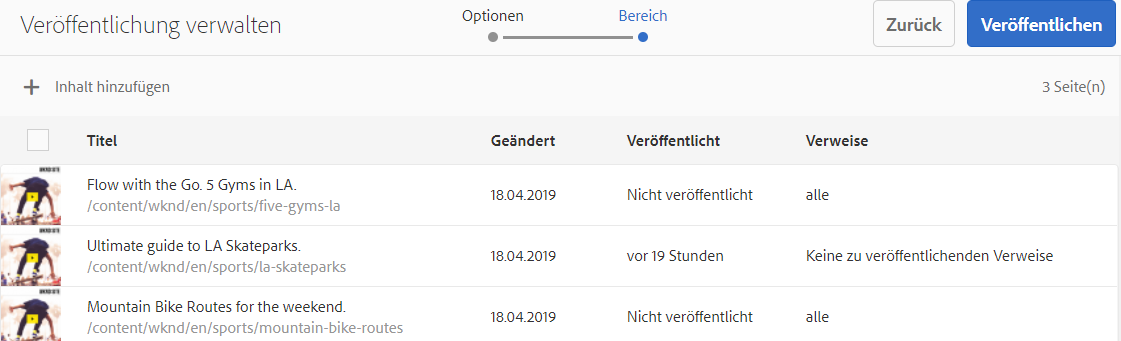 Veröffentlichung verwalten
Optionen Bereich
Zurück Veröffentlichen
Inhalt hinzufügen 3 Seite(n)
Titel Geändert Veröffentlicht Verweise
Flow with the Go. 5 Gyms in LA.
/content/wknd/en/sports/five-gyms-la
18.04.2019 Nicht veröffentlicht alle
Ultimate guide to LA Skateparks.
/content/wknd/en/sports/la-skateparks
18.04.2019 vor 19 Stunden Keine zu veröffentlichenden Verweise
Mountain Bike Routes for the weekend.
/content/wknd/en/sports/mountain-bike-routes
18.04.2019 Nicht veröffentlicht alle